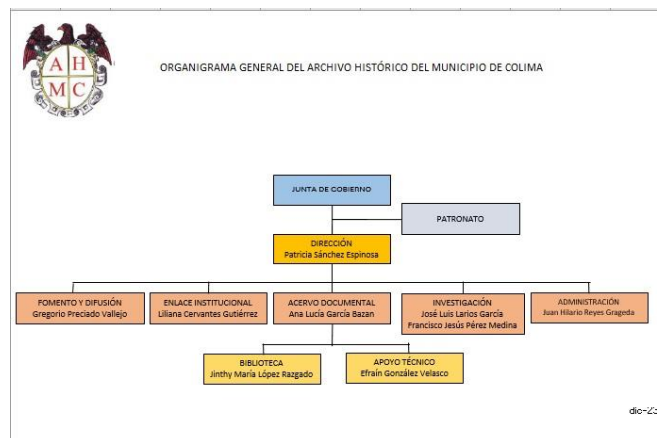 A H
M C
ORGANIGRAMA GENERAL DEL ARCHIVO HISTÓRICO DEL MUNICIPIO DE COLIMA
JUNTA DE GOBIERNO
PATRONATO
DIRECCIÓN
Patricia Sánchez Espinosa
FOMENTO Y DIFUSIÓN
Gregorio Preciado Vallejo
ENLACE INSTITUCIONAL
Liliana Cervantes Gutiérrez
ACERVO DOCUMENTAL
Ana Lucía García Bazan
INVESTIGACIÓN
José Luis Larios García
Francisco Jesús Pérez Medina
ADMINISTRACIÓN
Juan Hilario Reyes Grageda
BIBLIOTECA
Jinthy María López Razgado
APOYO TÉCNICO
Efraín González Velasco
dic-23